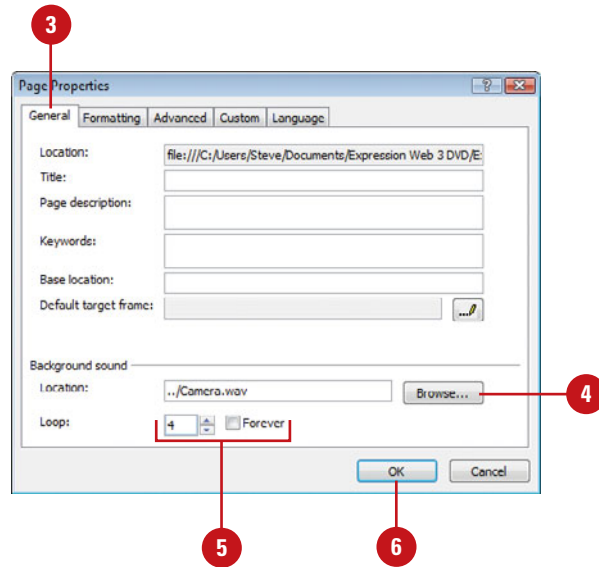 3
Page Properties
General Formatting Advanced Custom Language
Location: file:///C:/Users/Steve/Documents/Expression Web 3 DVD/E:
Title:
Page description:
Keywords:
Base location:
Default target frame: ...
Background sound
Location: ../Camera.wav Browse... 4
Loop: 4 Forever
OK Cancel
5 6